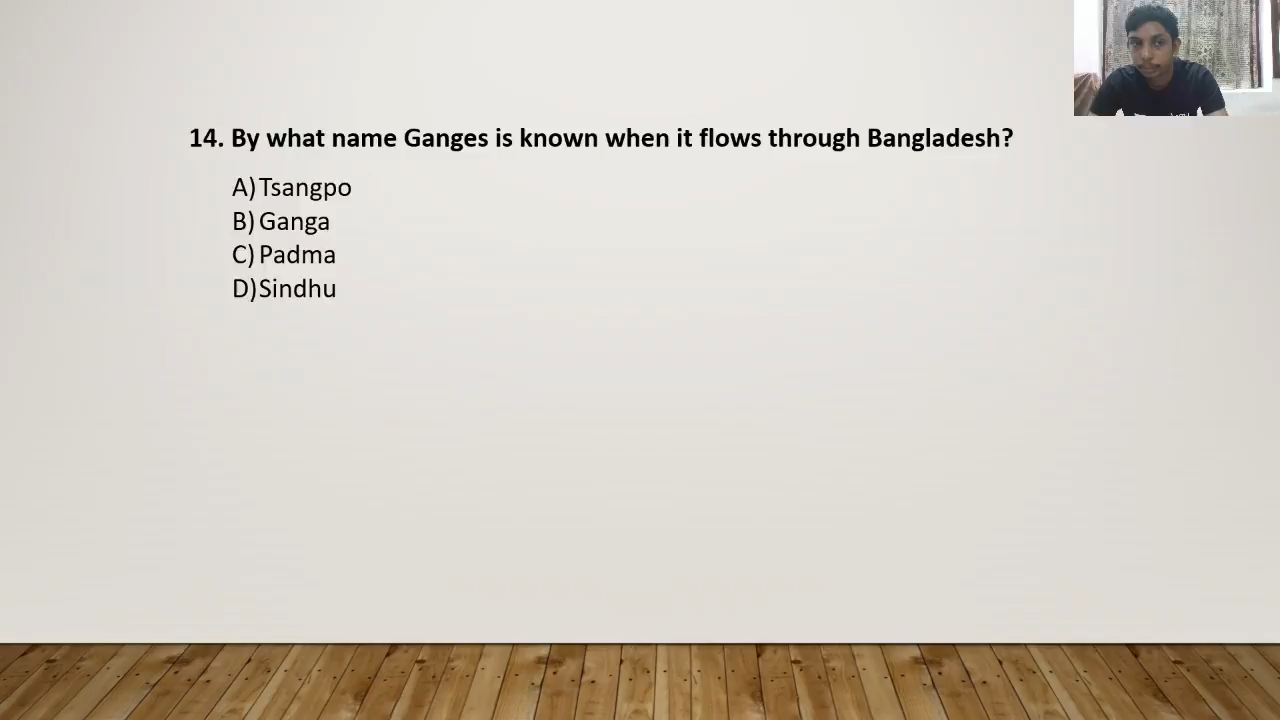 14. By what name Ganges is known when it flows through Bangladesh?
A) Tsangpo
B) Ganga
C) Padma
D) Sindhu